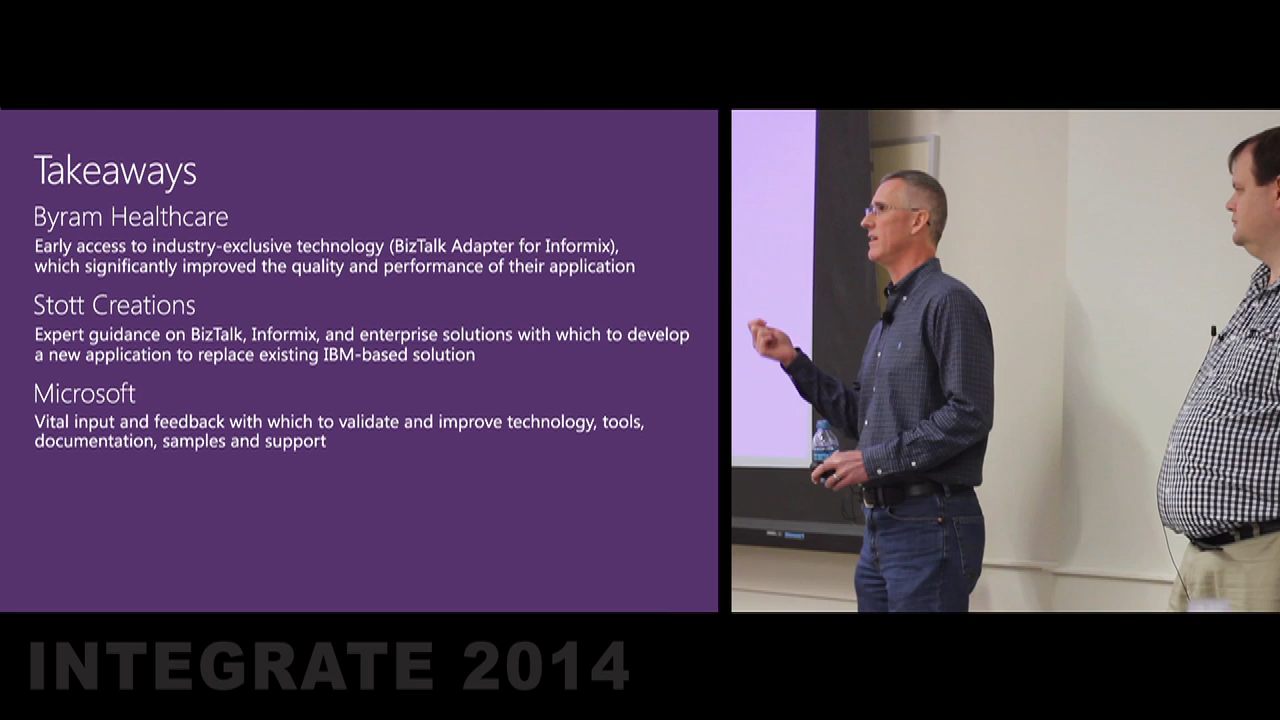 Takeaways
Byram Healthcare
Early access to industry-exclusive technology (BizTalk Adapter for Informix),
which significantly improved the quality and performance of their application
Stott Creations
Expert guidance on BizTalk, Informix, and enterprise solutions with which to develop
a new application to replace existing IBM-based solution
Microsoft
Vital input and feedback with which to validate and improve technology, tools,
documentation, samples and support
INTEGRATE 2014